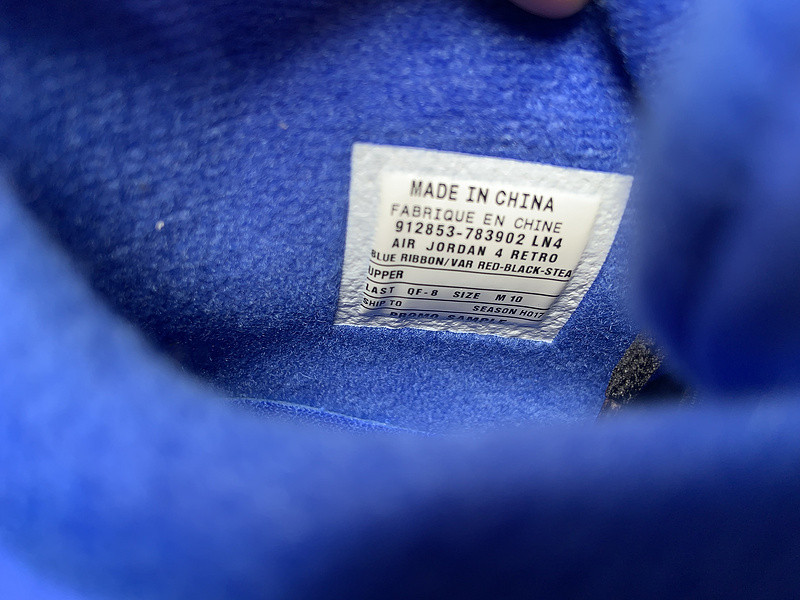 MADE IN CHINA
FABRIQUE EN CHINE
912853-783902 LN4
AIR JORDAN 4 RETRO
BLUE RIBBON/VAR RED-BLACK-STEA
UPPER
LAST QF-8 SIZE M 10
SHIP TO SEASON HO17
PROMO SAMPLE